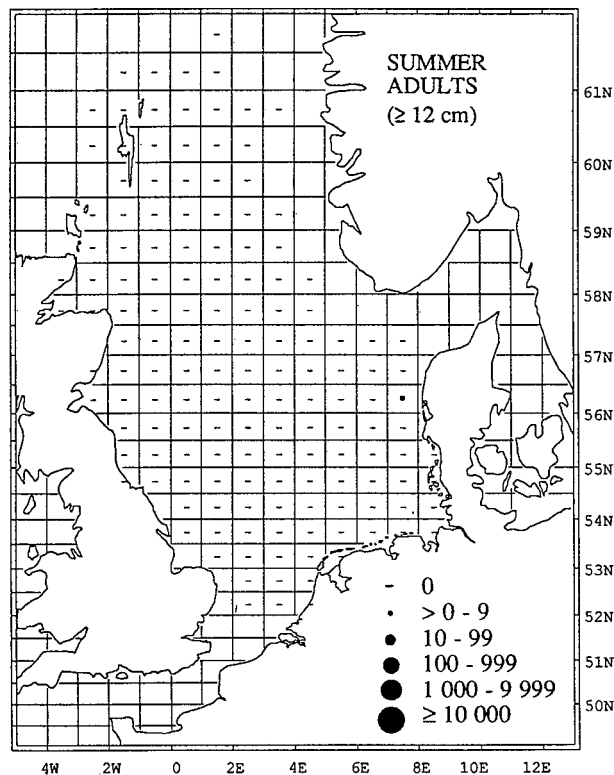 SUMMER
ADULTS
(≥ 12 cm)
61N
60N
59N
58N
57N
56N
55N
54N
53N
52N
51N
50N
- 0
> 0 - 9
10 - 99
100 - 999
1 000 - 9 999
≥ 10 000
4W 2W 0 2E 4E 6E 8E 10E 12E